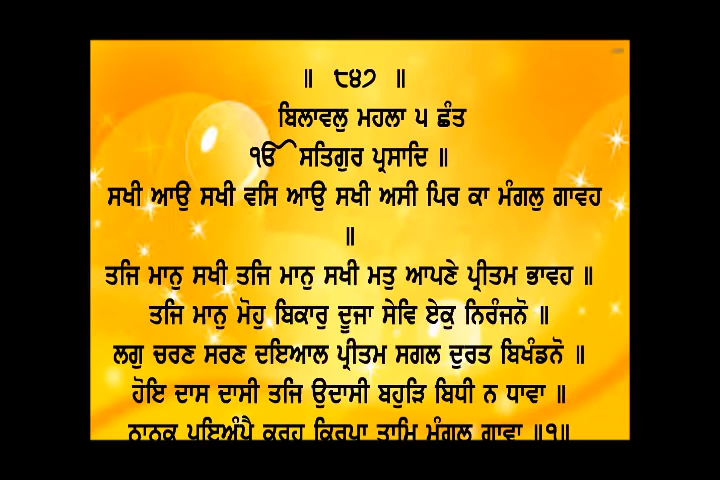 ॥ ੮੪੭ ॥
ਬਿਲਾਵਲੁ ਮਹਲਾ ੫ ਛੰਤ
ੴ ਸਤਿਗੁਰ ਪ੍ਰਸਾਦਿ ॥
ਸਖੀ ਆਉ ਸਖੀ ਵਸਿ ਆਉ ਸਖੀ ਅਸੀ ਪਿਰ ਕਾ ਮੰਗਲੁ ਗਾਵਹ
॥
ਤਜਿ ਮਾਨੁ ਸਖੀ ਤਜਿ ਮਾਨੁ ਸਖੀ ਮਤੁ ਆਪਣੇ ਪ੍ਰੀਤਮ ਭਾਵਹ ॥
ਤਜਿ ਮਾਨੁ ਮੋਹੁ ਬਿਕਾਰੁ ਦੂਜਾ ਸੇਵਿ ਏਕੁ ਨਿਰੰਜਨੋ ॥
ਲਗੁ ਚਰਣ ਸਰਣ ਦਇਆਲ ਪ੍ਰੀਤਮ ਸਗਲ ਦੁਰਤ ਬਿਖੰਡਨੋ ॥
ਹੋਇ ਦਾਸ ਦਾਸੀ ਤਜਿ ਉਦਾਸੀ ਬਹੁੜਿ ਬਿਧੀ ਨ ਧਾਵਾ ॥
ਨਾਨਕ ਪਇਅੰਪੈ ਕਰਹੁ ਕਿਰਪਾ ਤਾਮਿ ਮੰਗਲੁ ਗਾਵਾ ॥੧॥